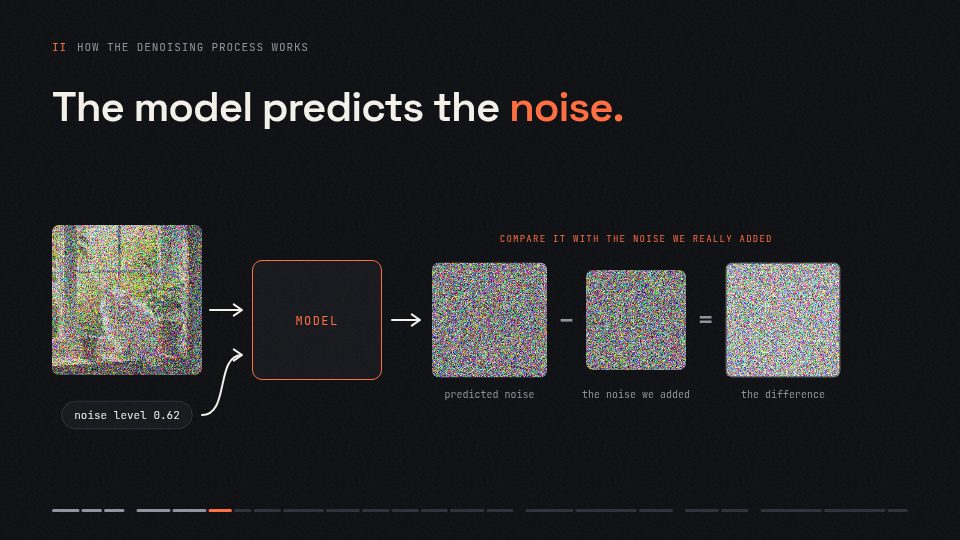 II HOW THE DENOISING PROCESS WORKS
The model predicts the noise.
COMPARE IT WITH THE NOISE WE REALLY ADDED
MODEL
− =
predicted noise the noise we added the difference
noise level 0.62